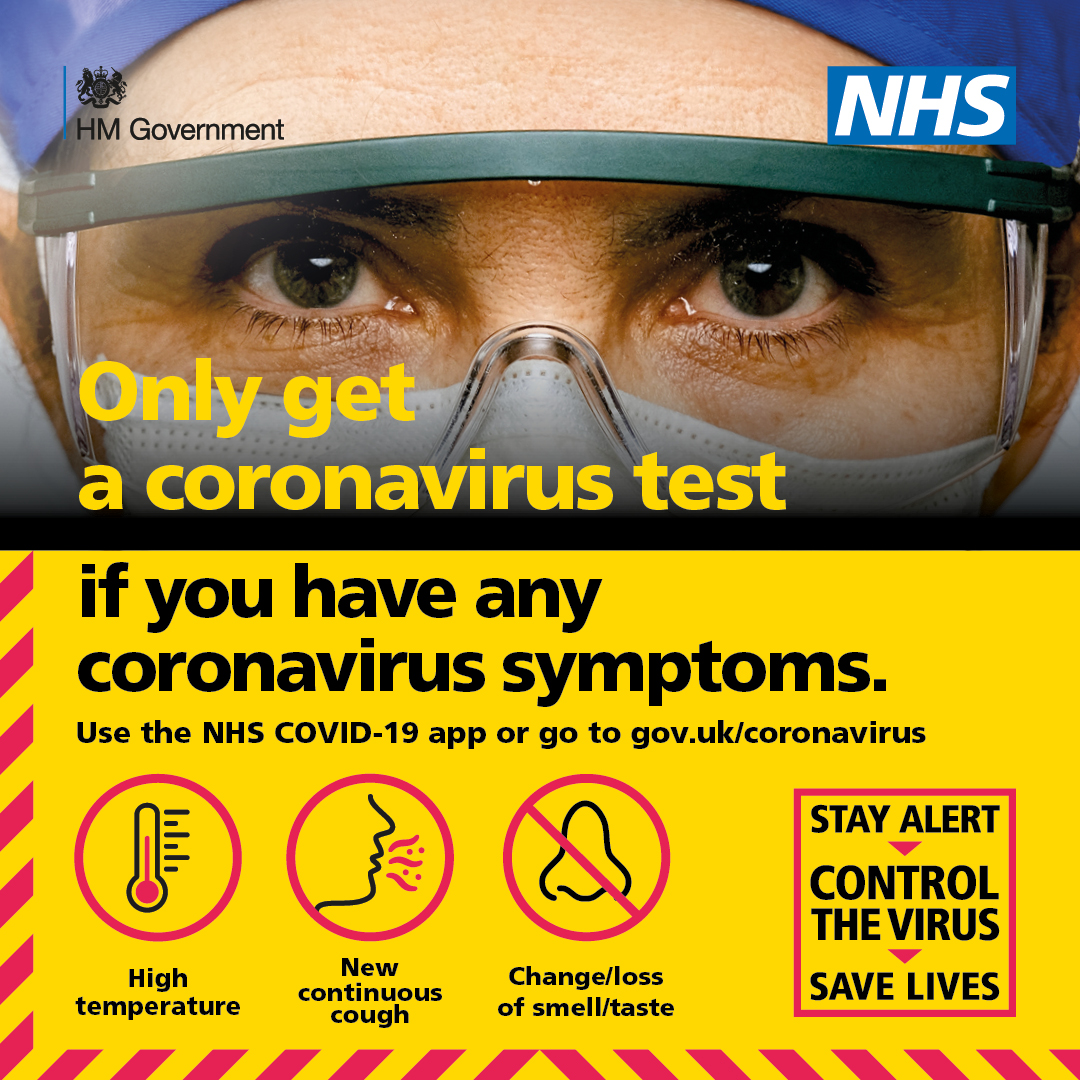 HM Government
NHS
Only get
a coronavirus test
if you have any
coronavirus symptoms.
Use the NHS COVID-19 app or go to gov.uk/coronavirus
High
temperature
New
continuous
cough
Change/loss
of smell/taste
STAY ALERT
CONTROL
THE VIRUS
SAVE LIVES